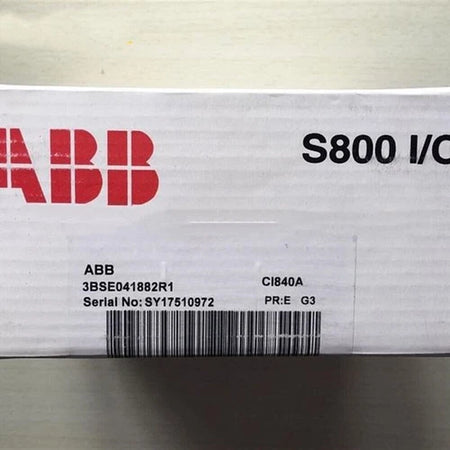 ABB
S800 I/O
ABB
3BSE041882R1 CI840A
Serial No: SY17510972 PR:E G3